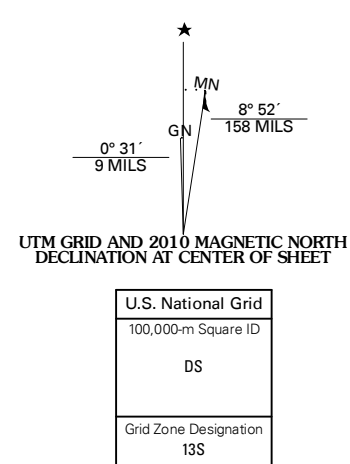 ★
MN
GN
8° 52´
158 MILS
0° 31´
9 MILS
UTM GRID AND 2010 MAGNETIC NORTH
DECLINATION AT CENTER OF SHEET
U.S. National Grid
100,000-m Square ID
DS
Grid Zone Designation
13S